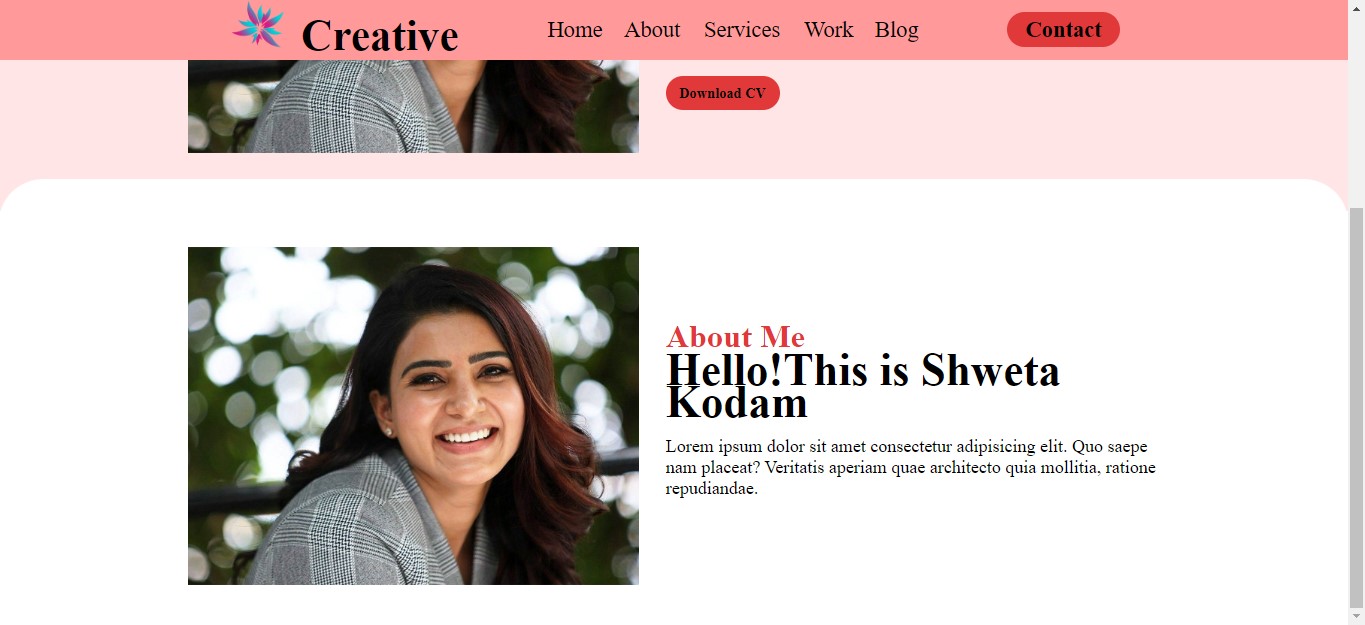 Creative
Home About Services Work Blog
Contact
Download CV
About Me
Hello!This is Shweta
Kodam
Lorem ipsum dolor sit amet consectetur adipisicing elit. Quo saepe
nam placeat? Veritatis aperiam quae architecto quia mollitia, ratione
repudiandae.